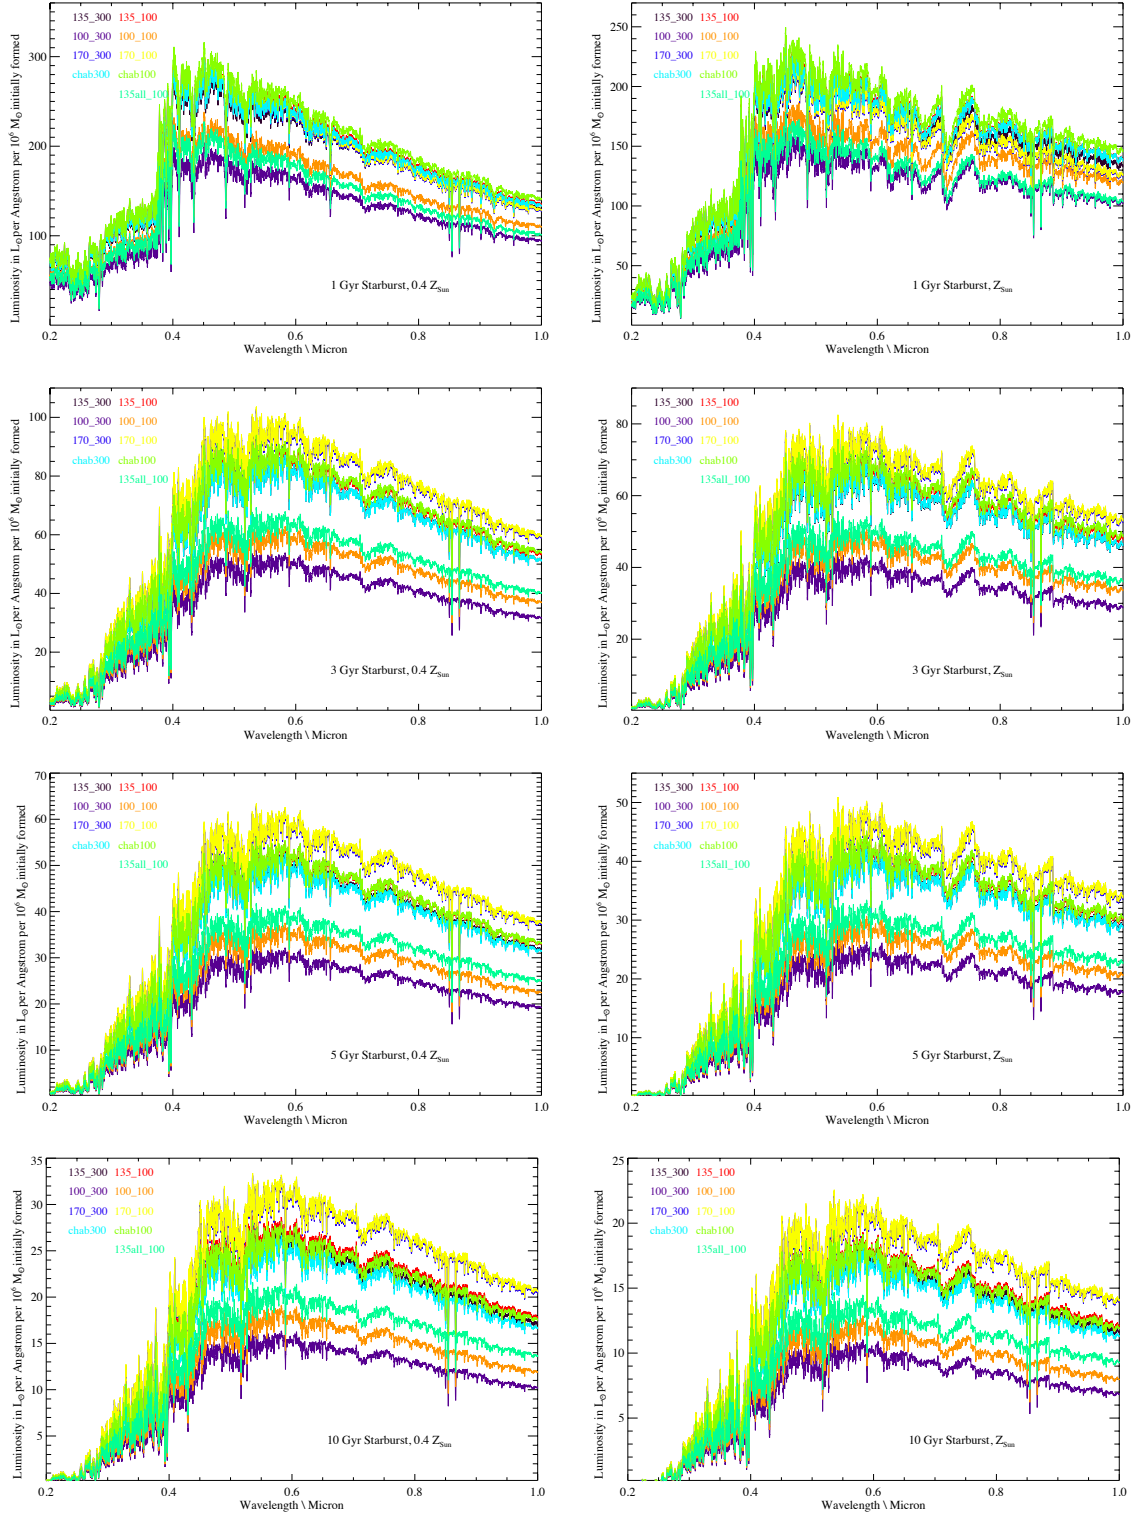 Luminosity in L⊙ per Angstrom per 10⁶ M⊙ initially formed
300
200
100
135_300 135_100
100_300 100_100
170_300 170_100
chab300 chab100
135all_100
1 Gyr Starburst, 0.4 Z_Sun
0.2 0.4 0.6 0.8 1.0
Wavelength \ Micron
Luminosity in L⊙ per Angstrom per 10⁶ M⊙ initially formed
250
200
150
100
50
135_300 135_100
100_300 100_100
170_300 170_100
chab300 chab100
135all_100
1 Gyr Starburst, Z_Sun
0.2 0.4 0.6 0.8 1.0
Wavelength \ Micron
Luminosity in L⊙ per Angstrom per 10⁶ M⊙ initially formed
100
80
60
40
20
135_300 135_100
100_300 100_100
170_300 170_100
chab300 chab100
135all_100
3 Gyr Starburst, 0.4 Z_Sun
0.2 0.4 0.6 0.8 1.0
Wavelength \ Micron
Luminosity in L⊙ per Angstrom per 10⁶ M⊙ initially formed
80
60
40
20
135_300 135_100
100_300 100_100
170_300 170_100
chab300 chab100
135all_100
3 Gyr Starburst, Z_Sun
0.2 0.4 0.6 0.8 1.0
Wavelength \ Micron
Luminosity in L⊙ per Angstrom per 10⁶ M⊙ initially formed
70
60
50
40
30
20
10
135_300 135_100
100_300 100_100
170_300 170_100
chab300 chab100
135all_100
5 Gyr Starburst, 0.4 Z_Sun
0.2 0.4 0.6 0.8 1.0
Wavelength \ Micron
Luminosity in L⊙ per Angstrom per 10⁶ M⊙ initially formed
50
40
30
20
10
135_300 135_100
100_300 100_100
170_300 170_100
chab300 chab100
135all_100
5 Gyr Starburst, Z_Sun
0.2 0.4 0.6 0.8 1.0
Wavelength \ Micron
Luminosity in L⊙ per Angstrom per 10⁶ M⊙ initially formed
35
30
25
20
15
10
5
135_300 135_100
100_300 100_100
170_300 170_100
chab300 chab100
135all_100
10 Gyr Starburst, 0.4 Z_Sun
0.2 0.4 0.6 0.8 1.0
Wavelength \ Micron
Luminosity in L⊙ per Angstrom per 10⁶ M⊙ initially formed
25
20
15
10
5
135_300 135_100
100_300 100_100
170_300 170_100
chab300 chab100
135all_100
10 Gyr Starburst, Z_Sun
0.2 0.4 0.6 0.8 1.0
Wavelength \ Micron